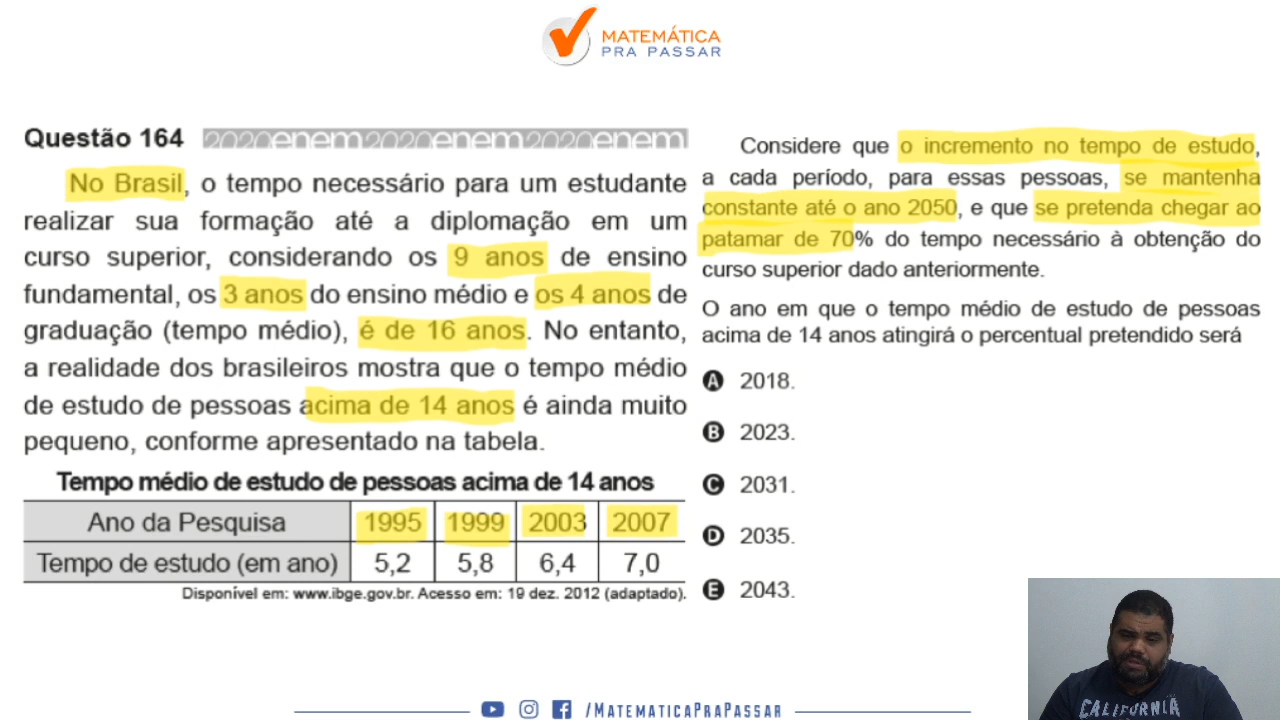 MATEMÁTICA
PRA PASSAR
Questão 164 2020enem2020enem2020enem
No Brasil, o tempo necessário para um estudante
realizar sua formação até a diplomação em um
curso superior, considerando os 9 anos de ensino
fundamental, os 3 anos do ensino médio e os 4 anos de
graduação (tempo médio), é de 16 anos. No entanto,
a realidade dos brasileiros mostra que o tempo médio
de estudo de pessoas acima de 14 anos é ainda muito
pequeno, conforme apresentado na tabela.
Tempo médio de estudo de pessoas acima de 14 anos
Ano da Pesquisa 1995 1999 2003 2007
Tempo de estudo (em ano) 5,2 5,8 6,4 7,0
Disponível em: www.ibge.gov.br. Acesso em: 19 dez. 2012 (adaptado).
Considere que o incremento no tempo de estudo,
a cada período, para essas pessoas, se mantenha
constante até o ano 2050, e que se pretenda chegar ao
patamar de 70% do tempo necessário à obtenção do
curso superior dado anteriormente.
O ano em que o tempo médio de estudo de pessoas
acima de 14 anos atingirá o percentual pretendido será
A 2018.
B 2023.
C 2031.
D 2035.
E 2043.
CALIFORNIA
/MATEMATICAPRAPASSAR